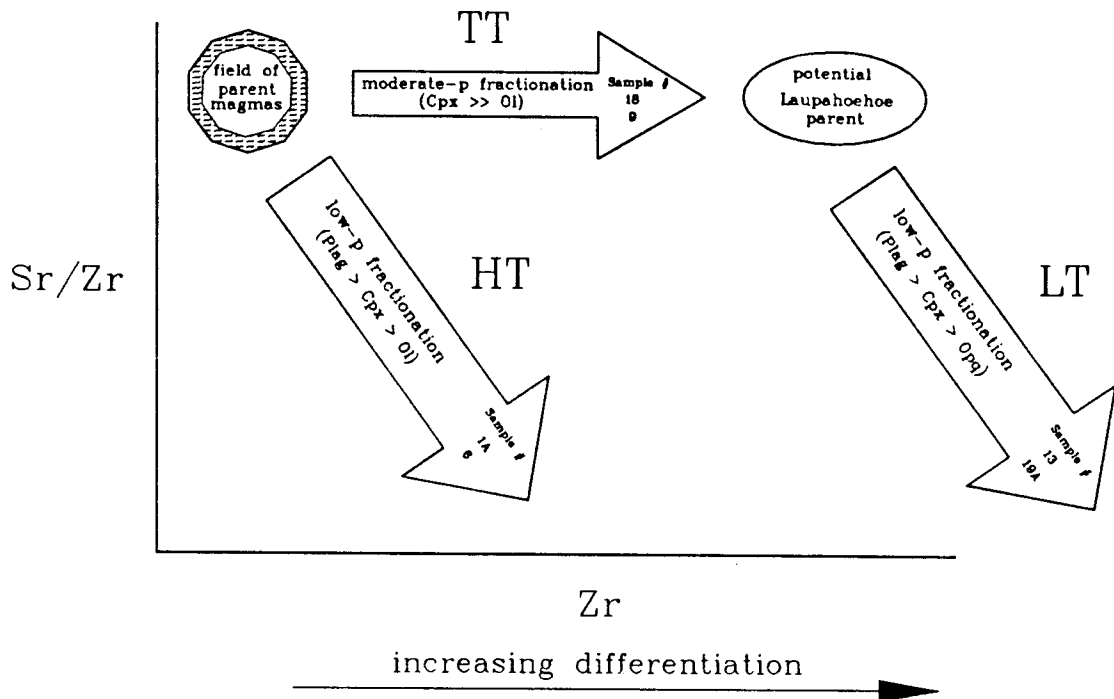 TT
field of
parent
magmas
moderate-p fractionation
(Cpx >> Ol)
Sample #
18
9
potential
Laupahoehoe
parent
low-p fractionation
(Plag > Cpx > Ol)
Sample #
1A
6
HT
low-p fractionation
(Plag > Cpx > Opq)
Sample #
13
19A
LT
Sr/Zr
Zr
increasing differentiation